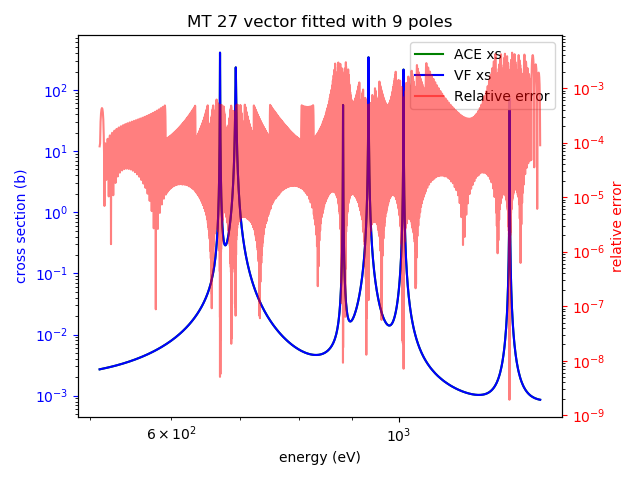 MT 27 vector fitted with 9 poles
ACE xs
VF xs
Relative error
cross section (b)
10²
10¹
10⁰
10⁻¹
10⁻²
10⁻³
relative error
10⁻³
10⁻⁴
10⁻⁵
10⁻⁶
10⁻⁷
10⁻⁸
10⁻⁹
6 × 10² 10³
energy (eV)